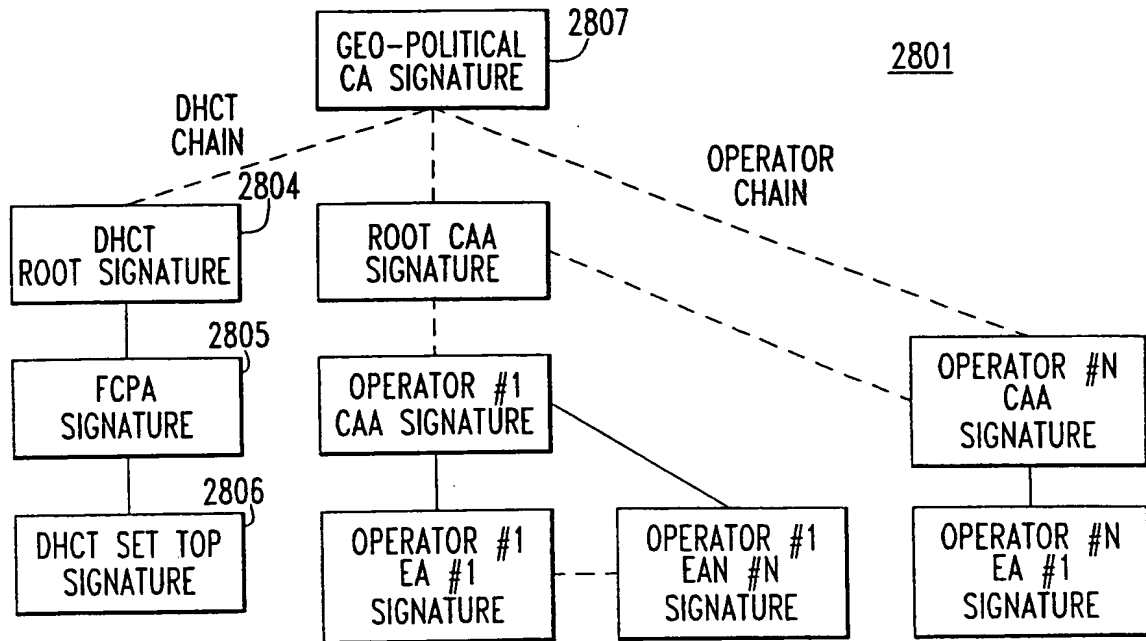 GEO-POLITICAL
CA SIGNATURE
2807
2801
DHCT
CHAIN
OPERATOR
CHAIN
2804
DHCT
ROOT SIGNATURE
ROOT CAA
SIGNATURE
2805
FCPA
SIGNATURE
OPERATOR #1
CAA SIGNATURE
OPERATOR #N
CAA
SIGNATURE
2806
DHCT SET TOP
SIGNATURE
OPERATOR #1
EA #1
SIGNATURE
OPERATOR #1
EAN #N
SIGNATURE
OPERATOR #N
EA #1
SIGNATURE